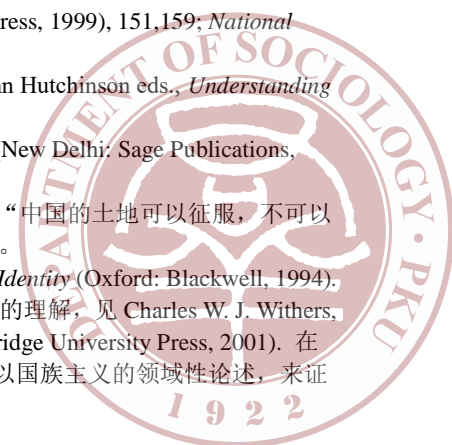 ress, 1999), 151,159; National
nn Hutchinson eds., Understanding
New Delhi: Sage Publications,
“中国的土地可以征服，不可以
。
Identity (Oxford: Blackwell, 1994).
的理解，见 Charles W. J. Withers,
ridge University Press, 2001). 在
以国族主义的领域性论述，来证
DEPARTMENT OF SOCIOLOGY · PKU
1922